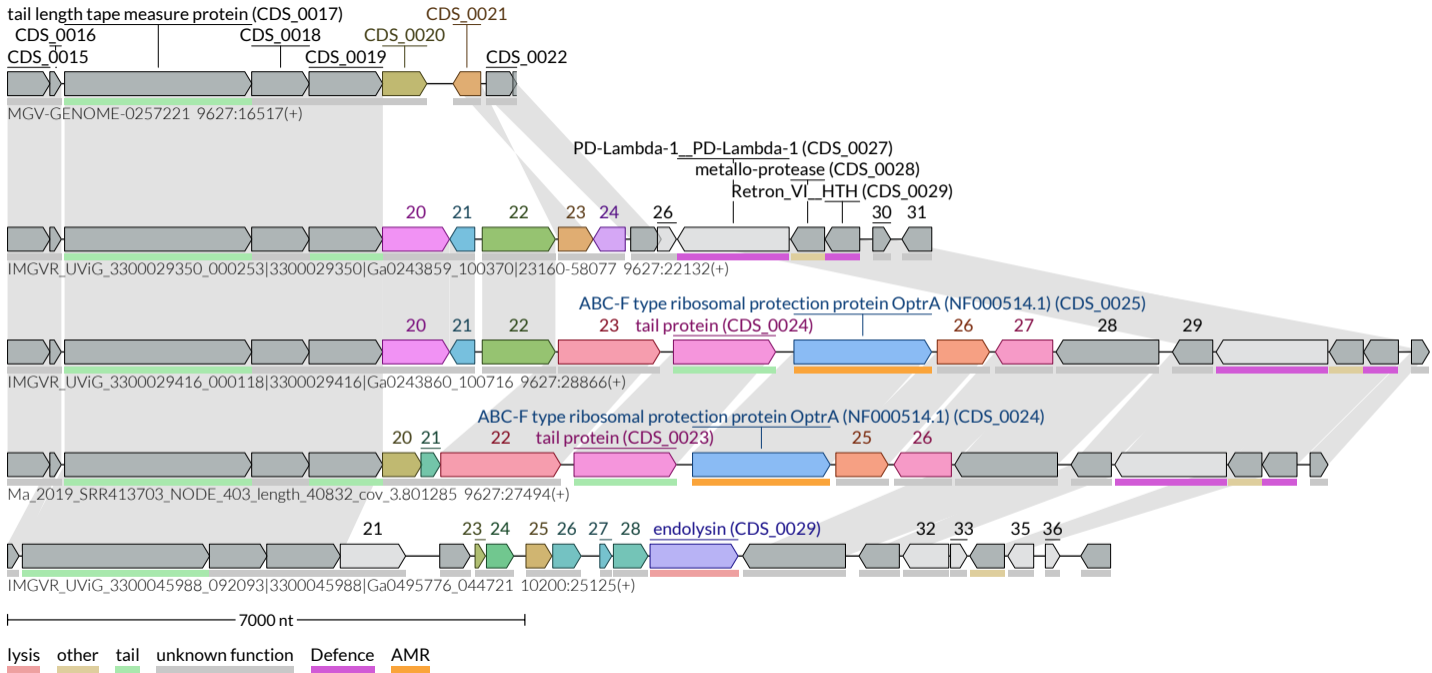 tail length tape measure protein (CDS_0017)
CDS_0021
CDS_0016
CDS_0018
CDS_0020
CDS_0015
CDS_0019
CDS_0022
MGV-GENOME-0257221 9627:16517(+)
PD-Lambda-1__PD-Lambda-1 (CDS_0027)
metallo-protease (CDS_0028)
Retron_VI__HTH (CDS_0029)
20 21 22 23 24 26 30 31
IMGVR_UViG_3300029350_000253|3300029350|Ga0243859_100370|23160-58077 9627:22132(+)
ABC-F type ribosomal protection protein OptrA (NF000514.1) (CDS_0025)
20 21 22 23 tail protein (CDS_0024) 26 27 28 29
IMGVR_UViG_3300029416_000118|3300029416|Ga0243860_100716 9627:28866(+)
ABC-F type ribosomal protection protein OptrA (NF000514.1) (CDS_0024)
20 21 22 tail protein (CDS_0023) 25 26
Ma_2019_SRR413703_NODE_403_length_40832_cov_3.801285 9627:27494(+)
21 23 24 25 26 27 28 endolysin (CDS_0029) 32 33 35 36
IMGVR_UViG_3300045988_092093|3300045988|Ga0495776_044721 10200:25125(+)
7000 nt
lysis other tail unknown function Defence AMR